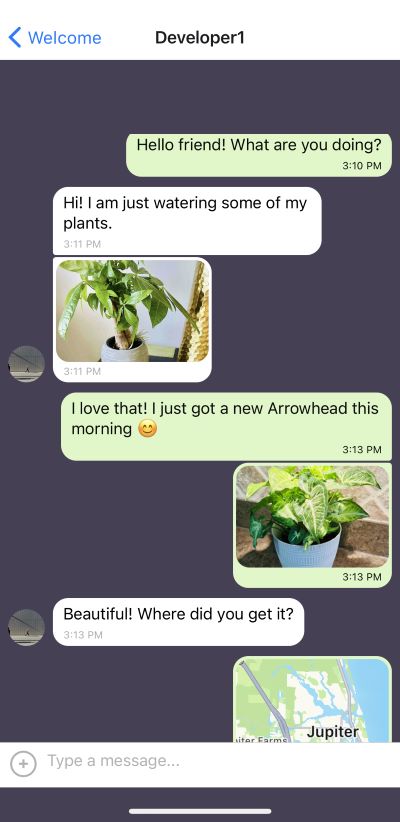 Welcome
Developer1
Hello friend! What are you doing?
3:10 PM
Hi! I am just watering some of my
plants.
3:11 PM
3:11 PM
I love that! I just got a new Arrowhead this
morning 😊
3:13 PM
3:13 PM
Beautiful! Where did you get it?
3:13 PM
Jupiter
Farms
Type a message...